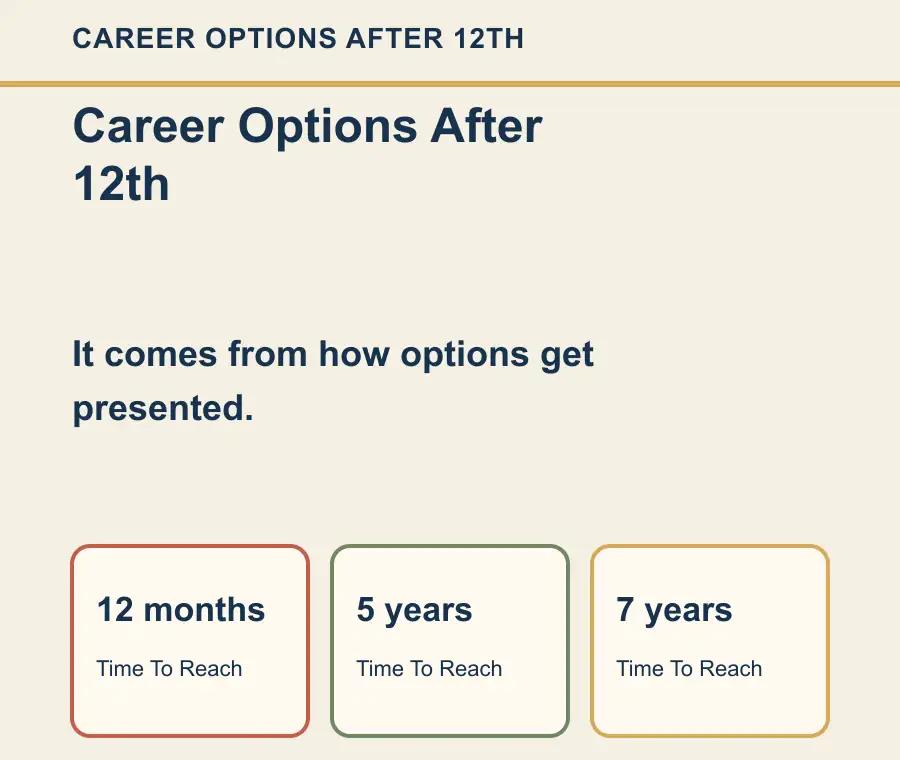 CAREER OPTIONS AFTER 12TH
Career Options After
12th
It comes from how options get
presented.
12 months
5 years
7 years
Time To Reach
Time To Reach
Time To Reach